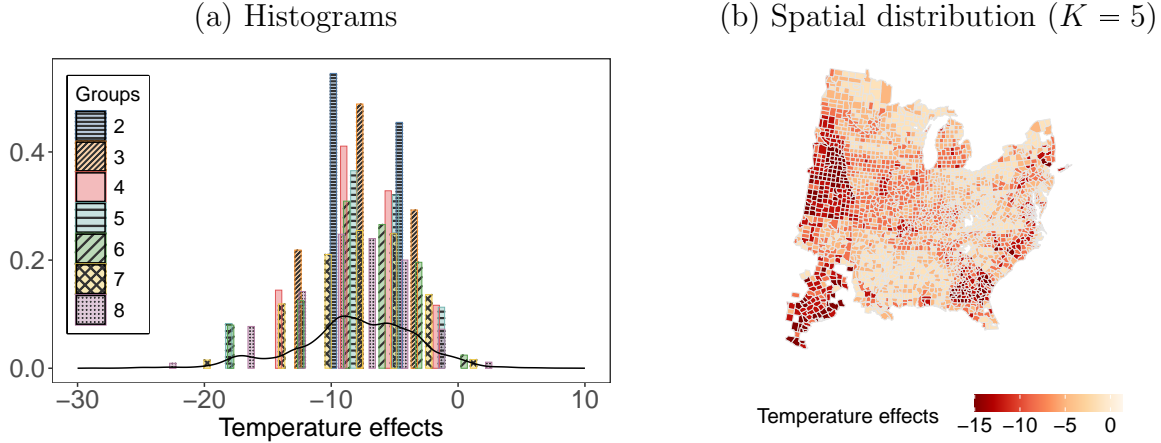 (a) Histograms
(b) Spatial distribution (K = 5)
Groups
2
3
4
5
6
7
8
0.4
0.2
0.0
−30
−20
−10
0
10
Temperature effects
Temperature effects
−15 −10 −5 0